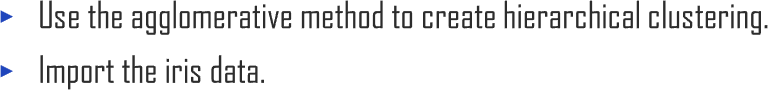 ▸ Use the agglomerative method to create hierarchical clustering.
▸ Import the iris data.